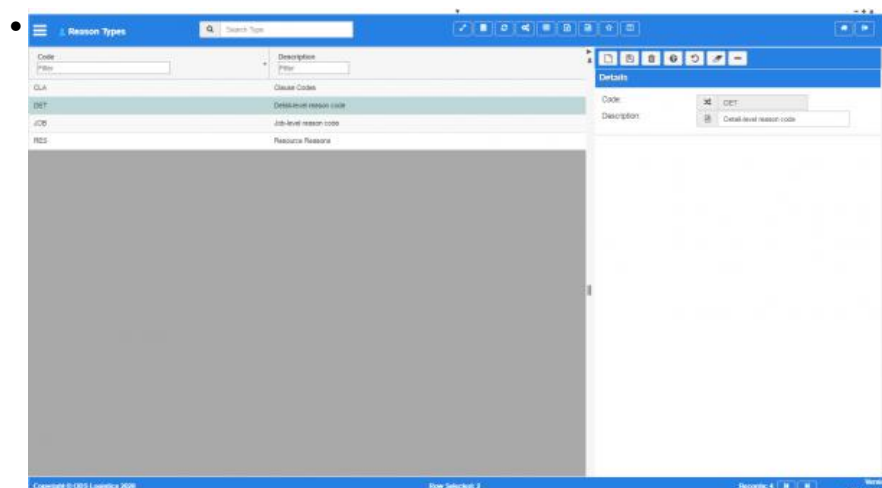 Reason Types
Search Type
Code
Description
Filter
Filter
CLA
Clause Codes
DET
Detail-level reason code
JOB
Job-level reason code
RES
Resource Reasons
Details
Code:
DET
Description:
Detail-level reason code
Copyright © OBS Logistics 2020
Row Selected: 2
Records: 4